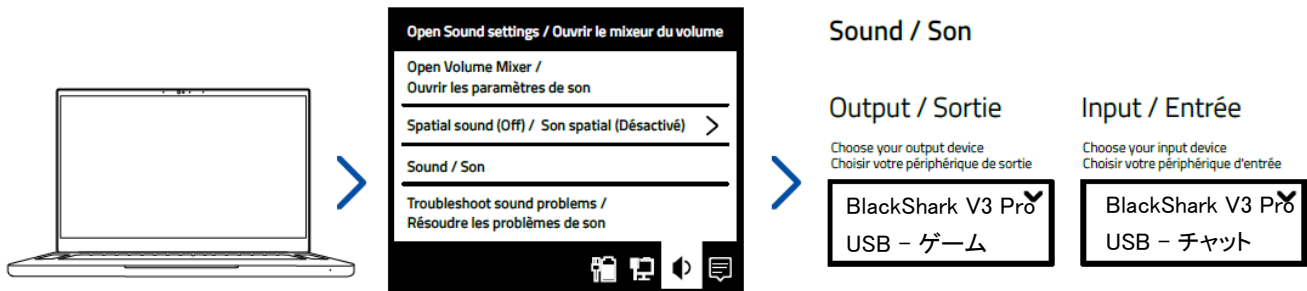 Open Sound settings / Ouvrir le mixeur du volume
Open Volume Mixer /
Ouvrir les paramètres de son
Spatial sound (Off) / Son spatial (Désactivé)
Sound / Son
Troubleshoot sound problems /
Résoudre les problèmes de son
Sound / Son
Output / Sortie
Choose your output device
Choisir votre périphérique de sortie
BlackShark V3 Pro
USB – ゲーム
Input / Entrée
Choose your input device
Choisir votre périphérique d'entrée
BlackShark V3 Pro
USB – チャット